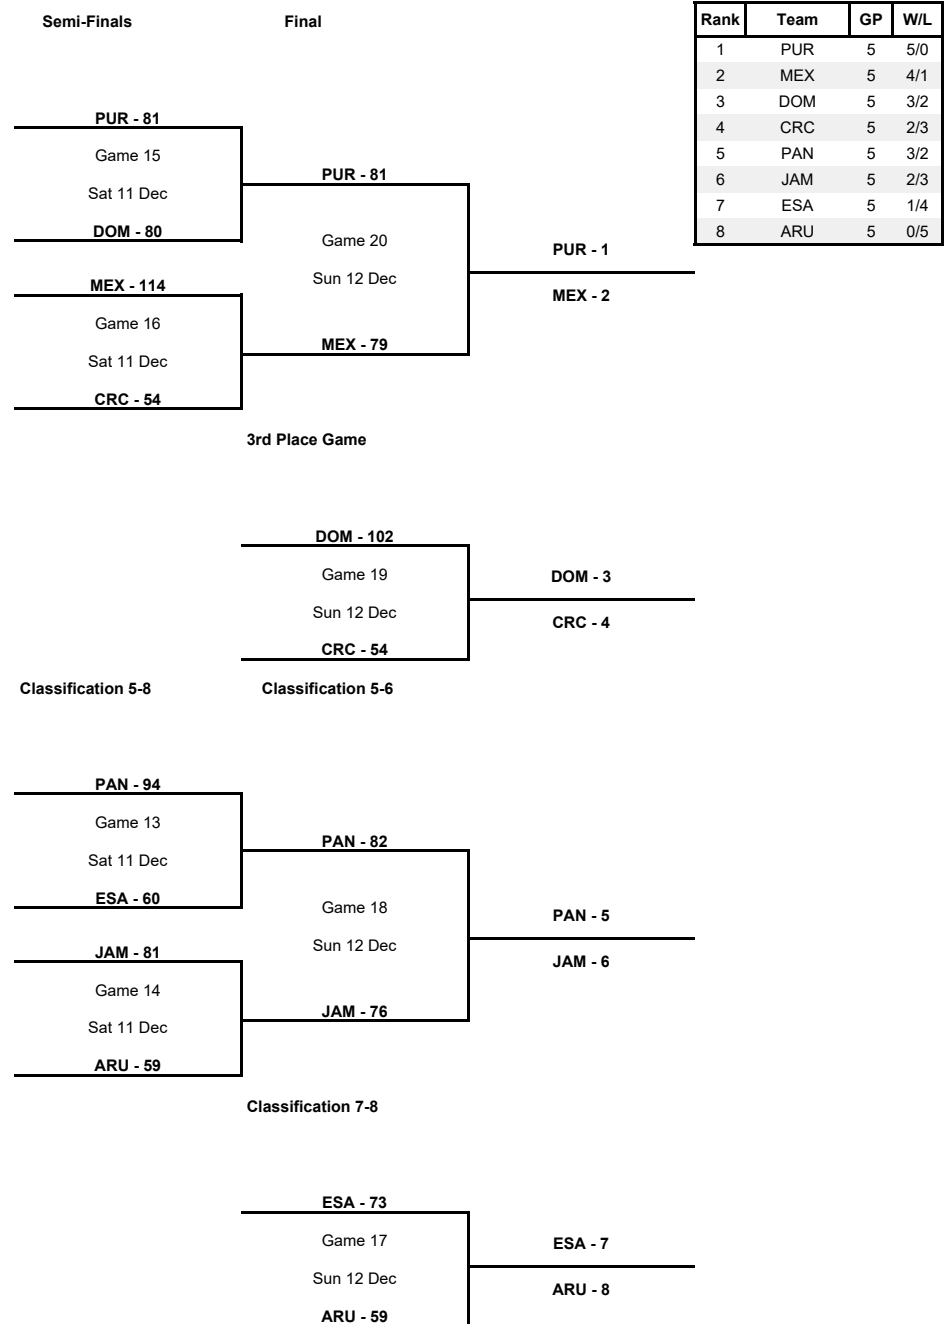 Semi-Finals Final
Rank Team GP W/L
1 PUR 5 5/0
2 MEX 5 4/1
3 DOM 5 3/2
4 CRC 5 2/3
5 PAN 5 3/2
6 JAM 5 2/3
7 ESA 5 1/4
8 ARU 5 0/5
PUR - 81
Game 15
Sat 11 Dec
DOM - 80
MEX - 114
Game 16
Sat 11 Dec
CRC - 54
PUR - 81
Game 20
Sun 12 Dec
MEX - 79
PUR - 1
MEX - 2
3rd Place Game
DOM - 102
Game 19
Sun 12 Dec
CRC - 54
DOM - 3
CRC - 4
Classification 5-8 Classification 5-6
PAN - 94
Game 13
Sat 11 Dec
ESA - 60
JAM - 81
Game 14
Sat 11 Dec
ARU - 59
PAN - 82
Game 18
Sun 12 Dec
JAM - 76
PAN - 5
JAM - 6
Classification 7-8
ESA - 73
Game 17
Sun 12 Dec
ARU - 59
ESA - 7
ARU - 8